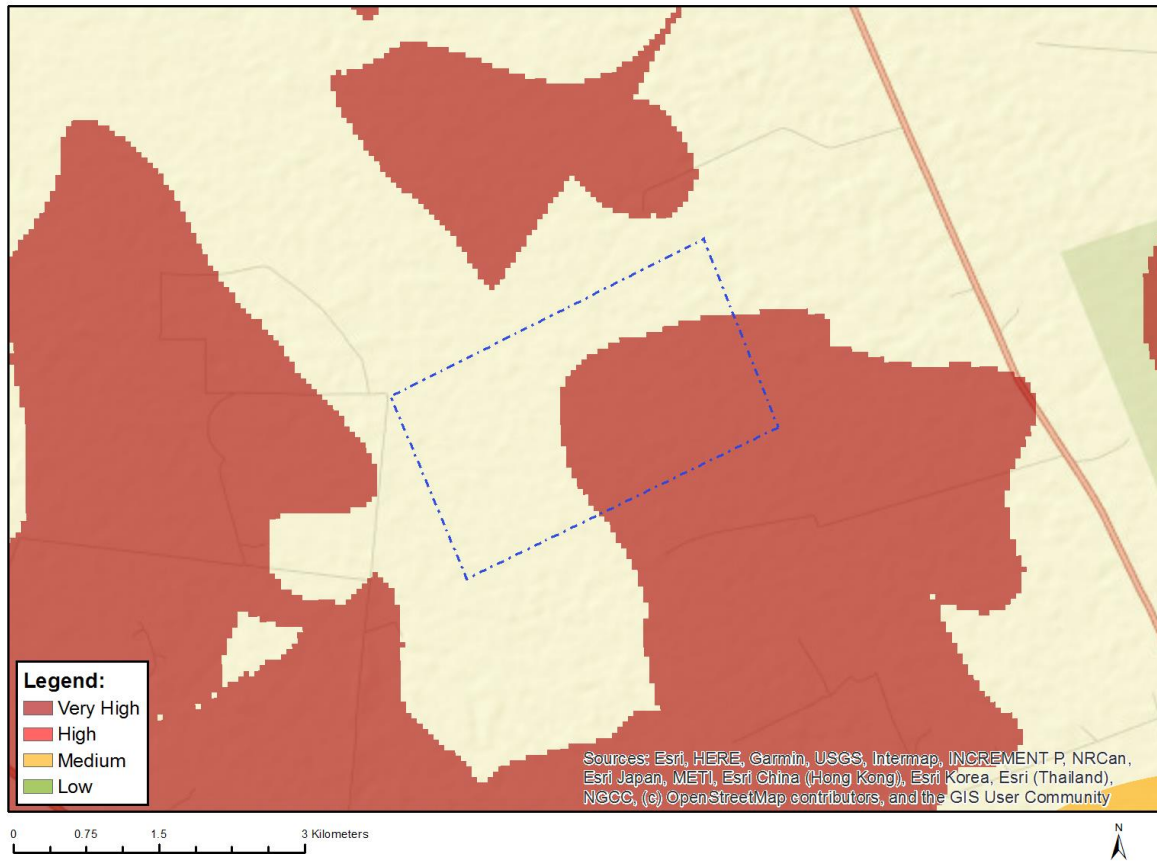 Legend:
Very High
High
Medium
Low
Sources: Esri, HERE, Garmin, USGS, Intermap, INCREMENT P, NRCan,
Esri Japan, METI, Esri China (Hong Kong), Esri Korea, Esri (Thailand),
NGCC, (c) OpenStreetMap contributors, and the GIS User Community
0 0.75 1.5 3 Kilometers
N